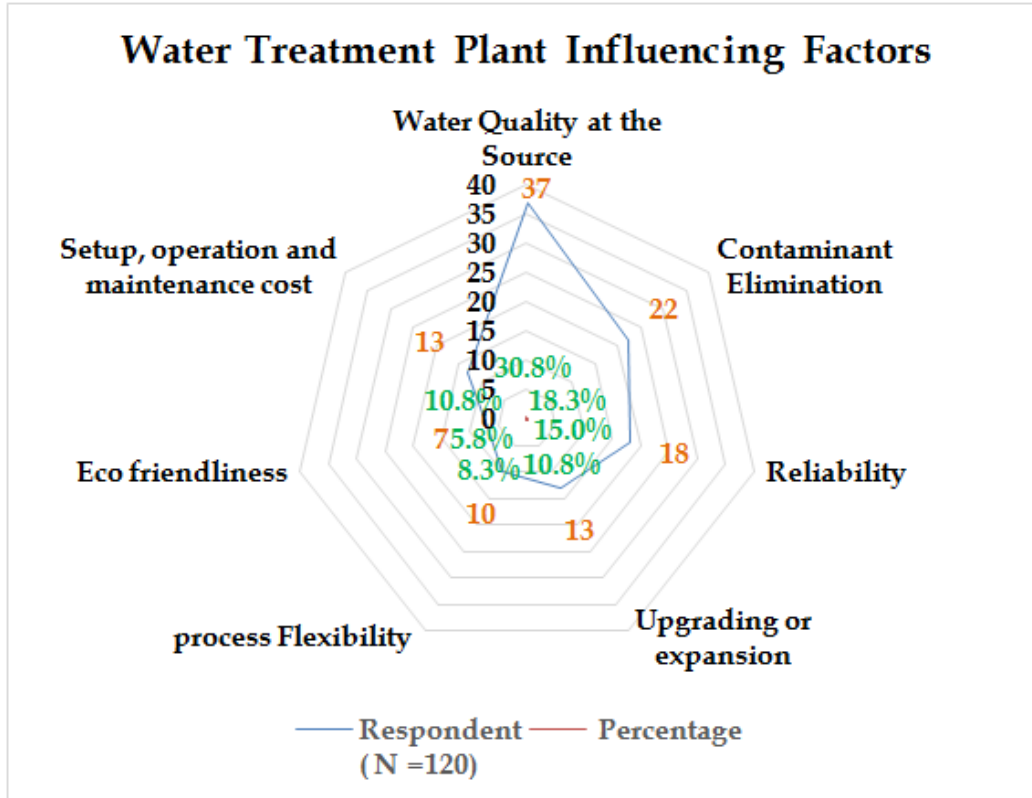 Water Treatment Plant Influencing Factors
Water Quality at the
Source
40
37
35
30
25
20
15
10
5
0
Setup, operation and
maintenance cost
Contaminant
Elimination
22
13
30.8%
10.8%
18.3%
15.0%
7
5.8%
18
8.3%
10.8%
Eco friendliness
Reliability
10
13
process Flexibility
Upgrading or
expansion
Respondent
( N =120)
Percentage